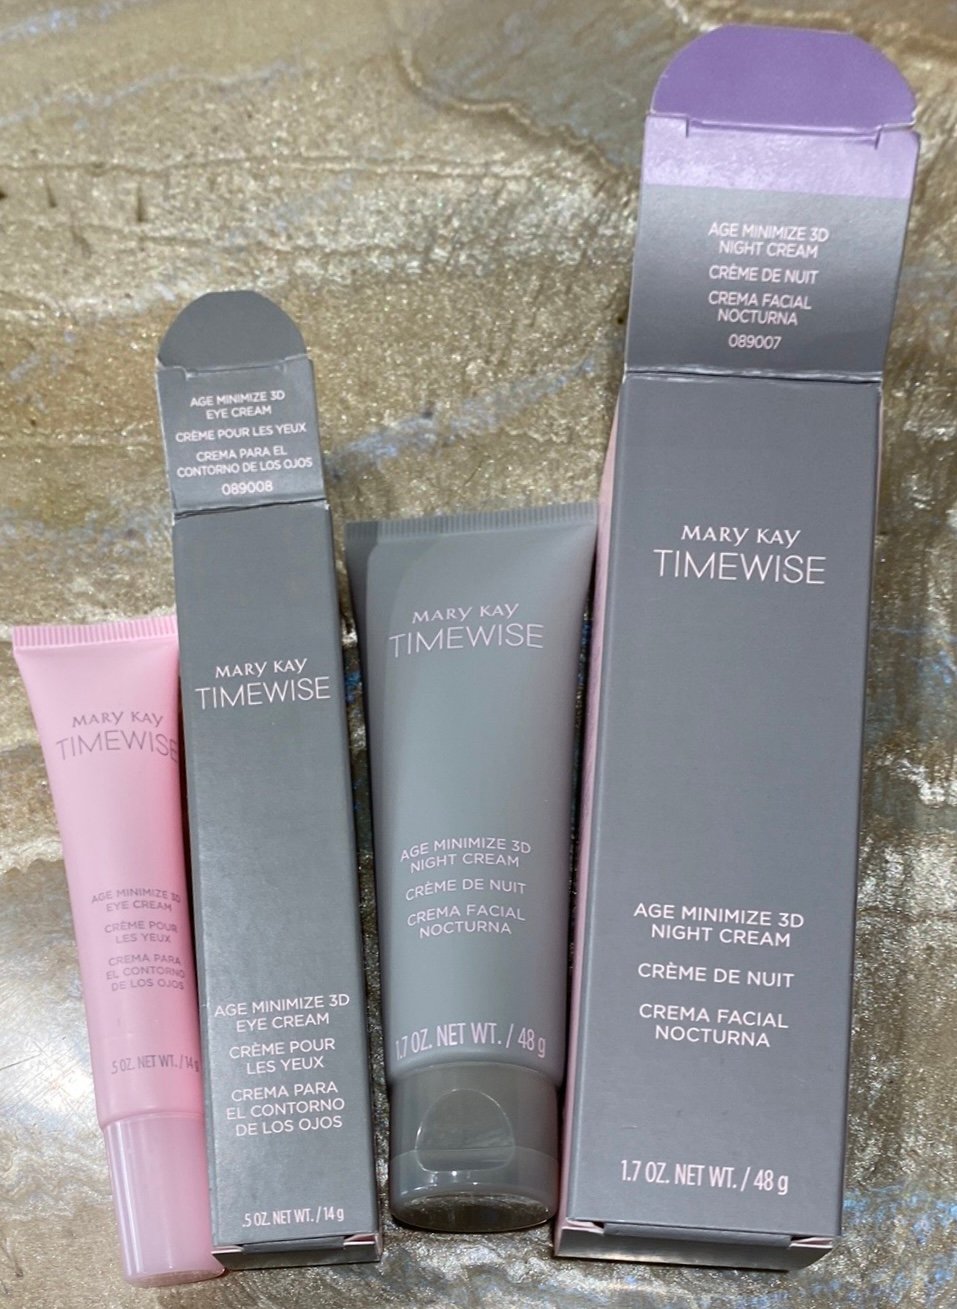 MARY KAY
TIMEWISE
AGE MINIMIZE 3D
EYE CREAM
CRÈME POUR
LES YEUX
CREMA PARA
EL CONTORNO
DE LOS OJOS
.5 OZ. NET WT. / 14 g
AGE MINIMIZE 3D
EYE CREAM
CRÈME POUR LES YEUX
CREMA PARA EL
CONTORNO DE LOS OJOS
089008
MARY KAY
TIMEWISE
AGE MINIMIZE 3D
EYE CREAM
CRÈME POUR
LES YEUX
CREMA PARA
EL CONTORNO
DE LOS OJOS
.5 OZ. NET WT. / 14 g
MARY KAY
TIMEWISE
AGE MINIMIZE 3D
NIGHT CREAM
CRÈME DE NUIT
CREMA FACIAL
NOCTURNA
1.7 OZ. NET WT. / 48 g
AGE MINIMIZE 3D
NIGHT CREAM
CRÈME DE NUIT
CREMA FACIAL
NOCTURNA
089007
MARY KAY
TIMEWISE
AGE MINIMIZE 3D
NIGHT CREAM
CRÈME DE NUIT
CREMA FACIAL
NOCTURNA
1.7 OZ. NET WT. / 48 g